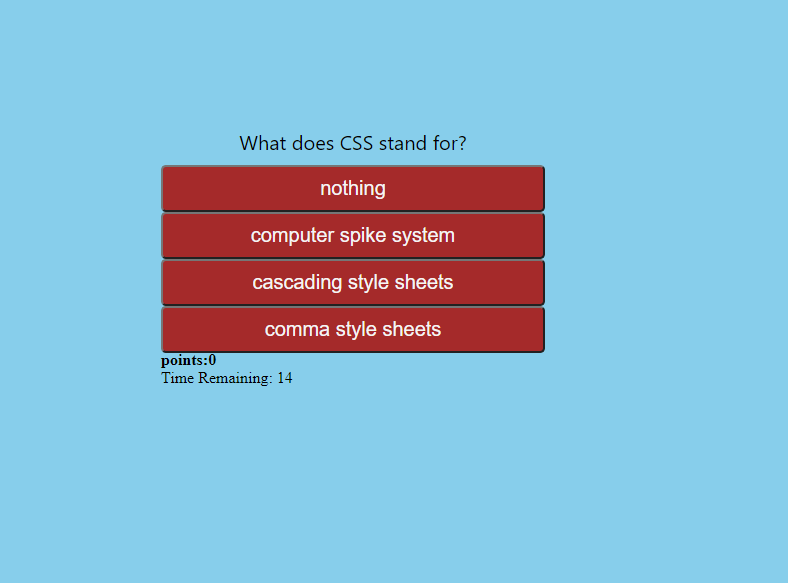 What does CSS stand for?
nothing
computer spike system
cascading style sheets
comma style sheets
points:0
Time Remaining: 14